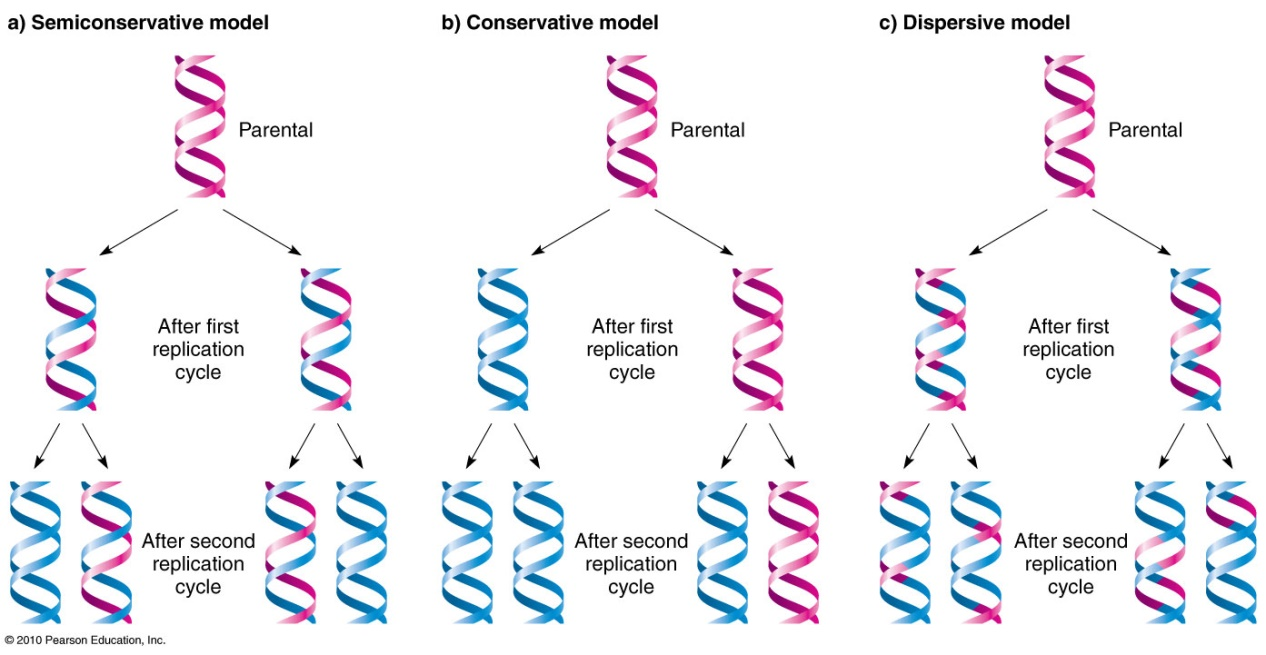 a) Semiconservative model
Parental
After first
replication
cycle
After second
replication
cycle
b) Conservative model
Parental
After first
replication
cycle
After second
replication
cycle
c) Dispersive model
Parental
After first
replication
cycle
After second
replication
cycle
© 2010 Pearson Education, Inc.